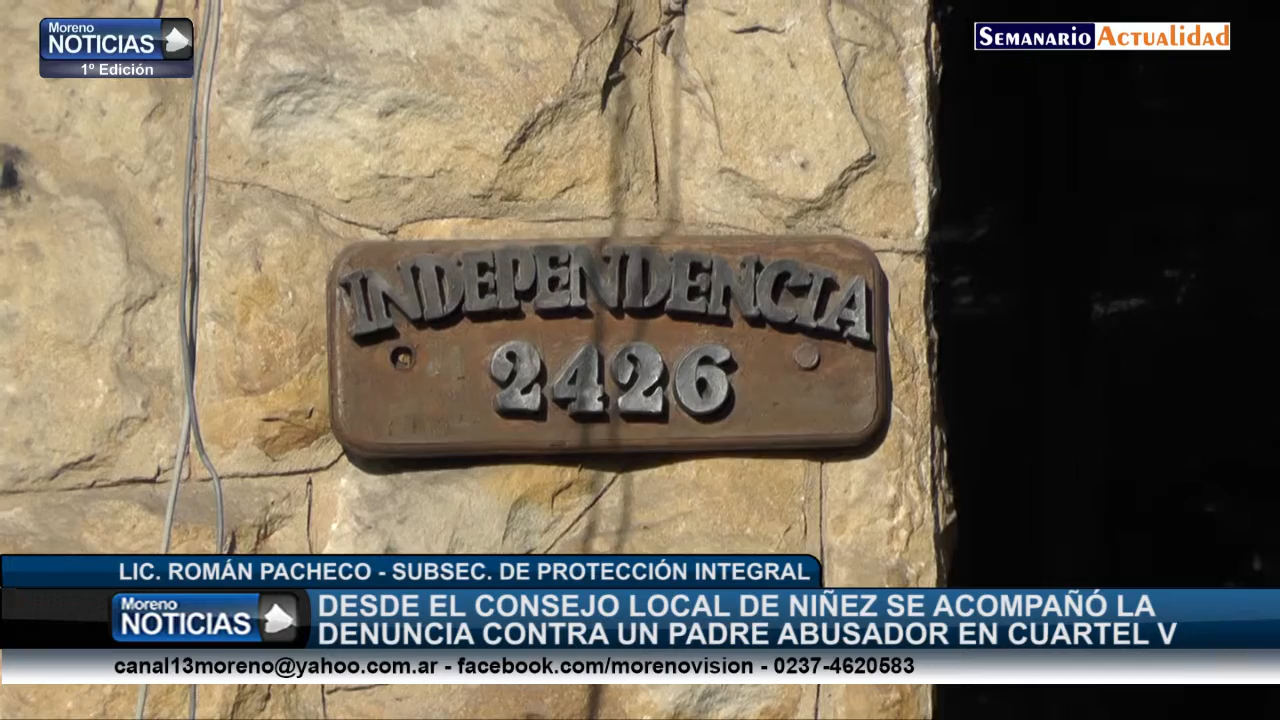 Moreno
NOTICIAS
1º Edición
SEMANARIO ACTUALIDAD
INDEPENDENCIA
2426
LIC. ROMÁN PACHECO - SUBSEC. DE PROTECCIÓN INTEGRAL
Moreno
NOTICIAS
DESDE EL CONSEJO LOCAL DE NIÑEZ SE ACOMPAÑÓ LA
DENUNCIA CONTRA UN PADRE ABUSADOR EN CUARTEL V
canal13moreno@yahoo.com.ar - facebook.com/morenovision - 0237-4620583